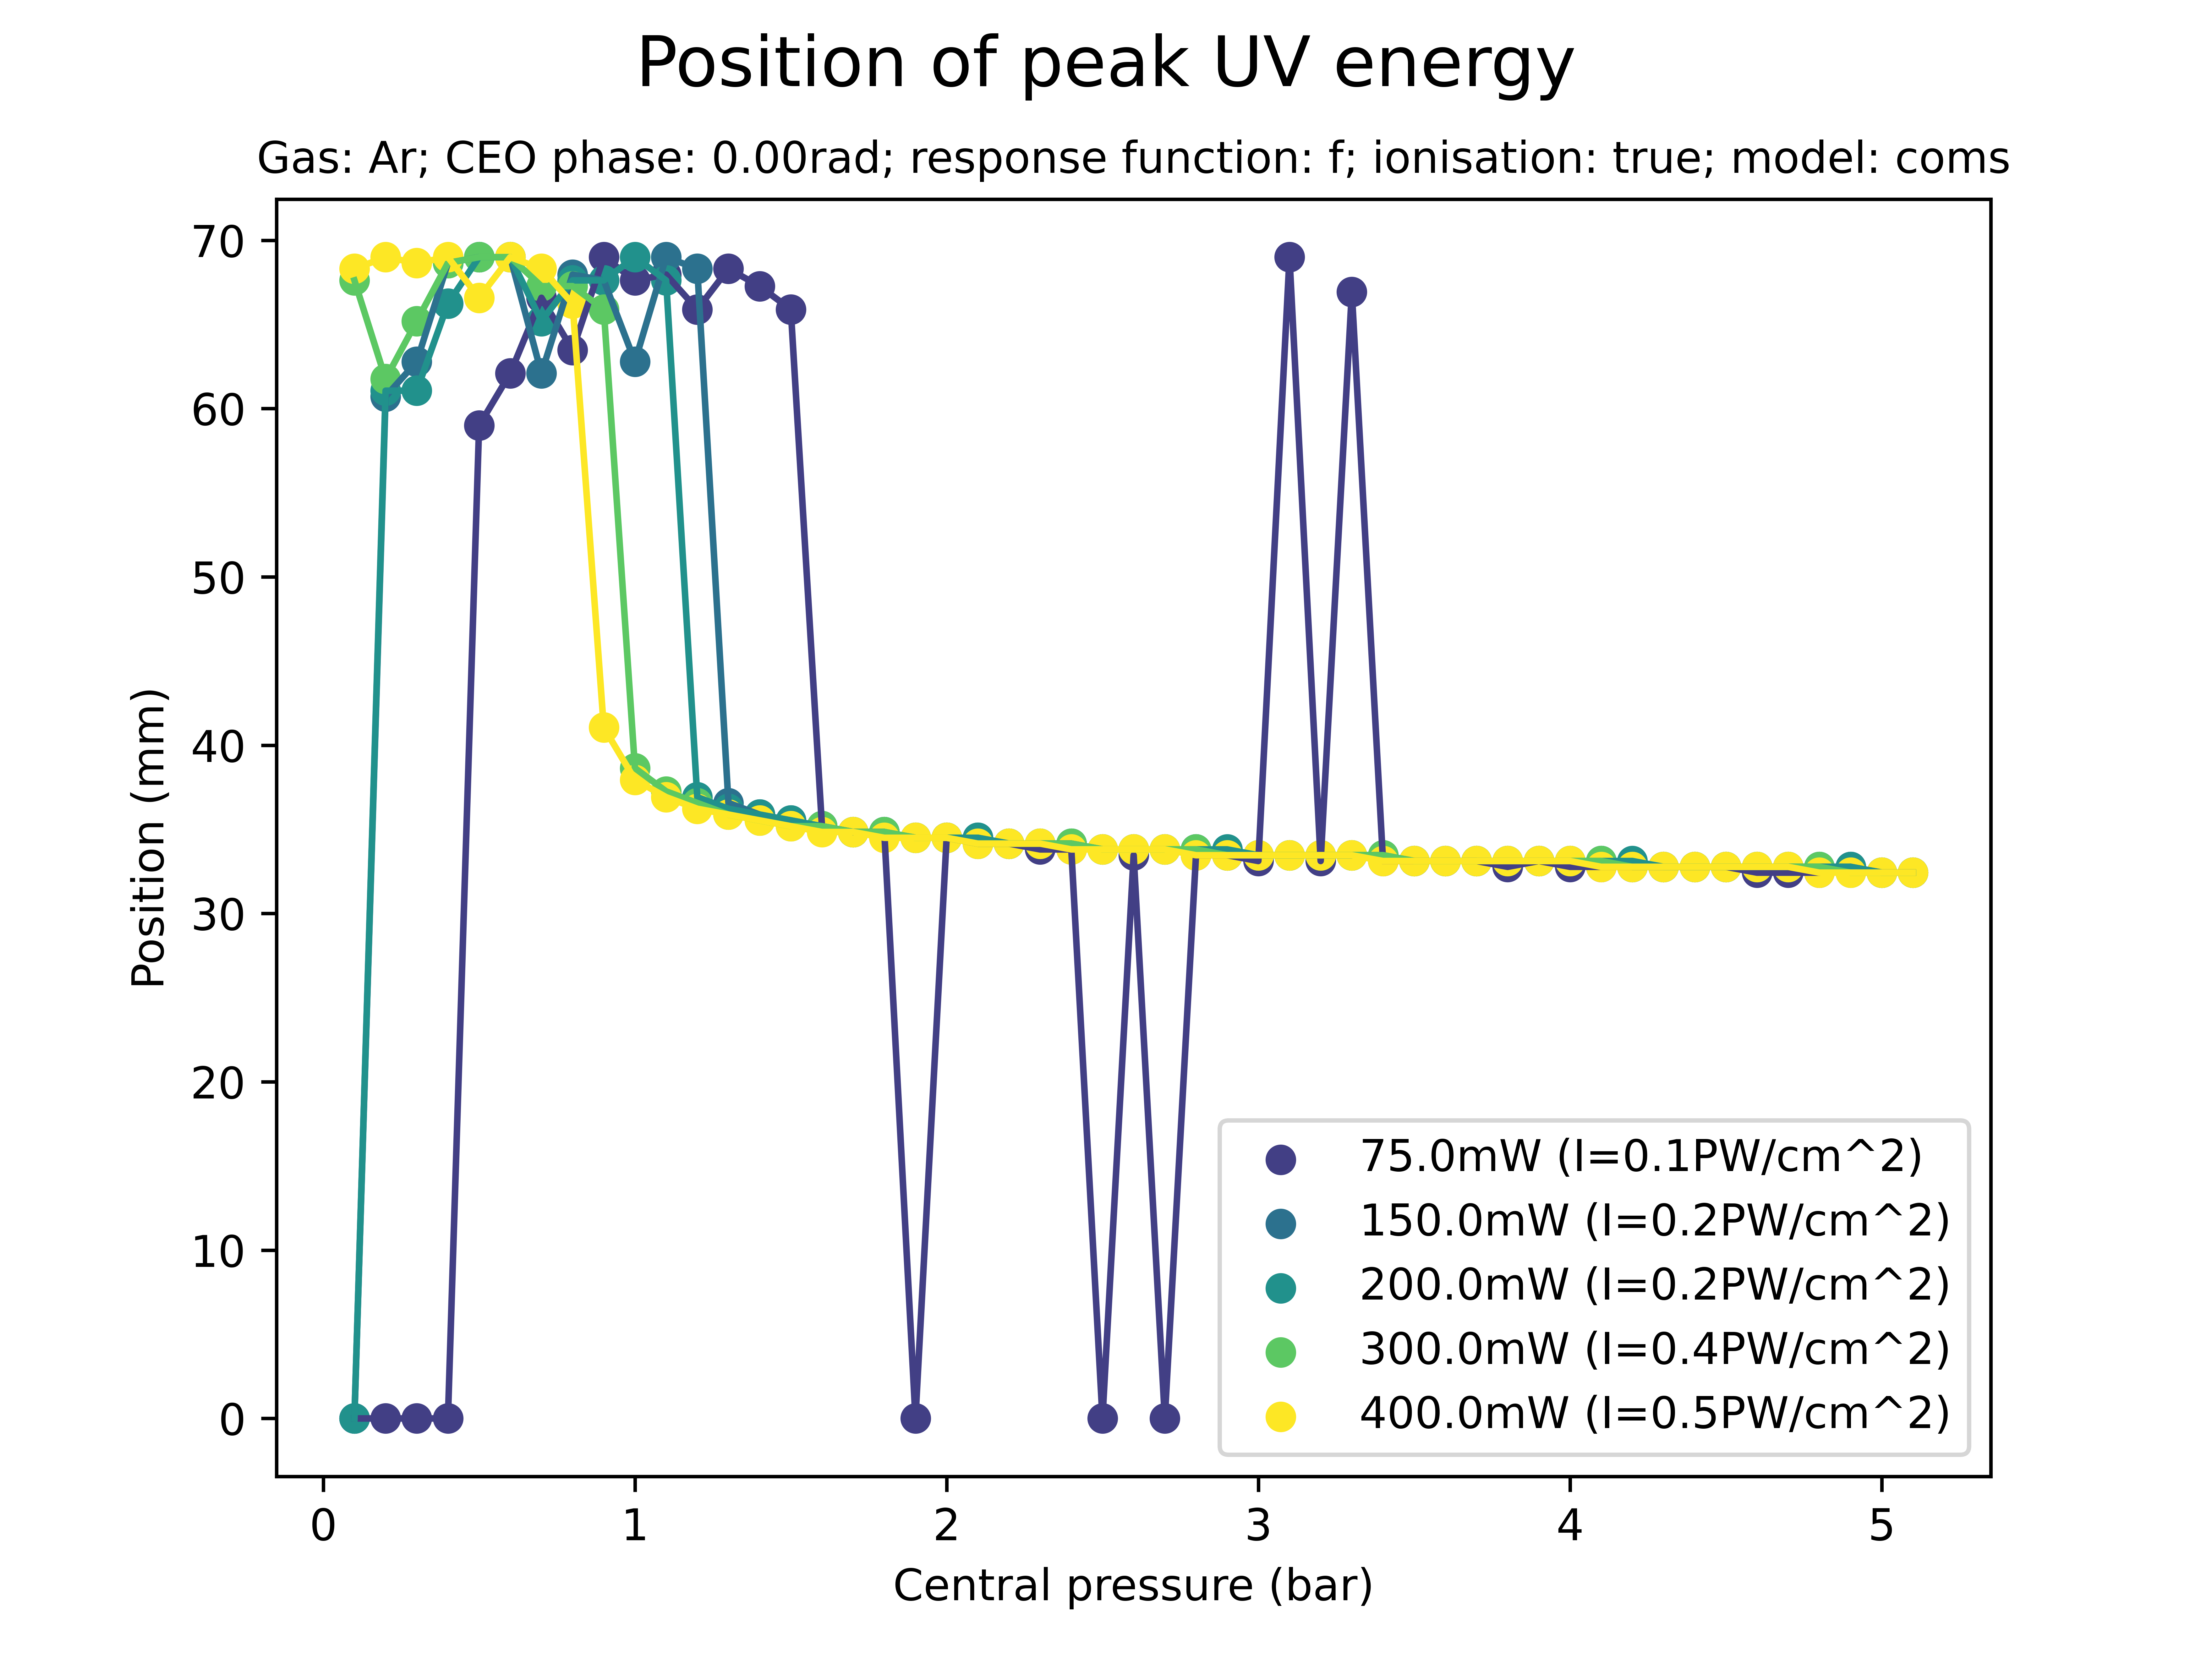 Position of peak UV energy
Gas: Ar; CEO phase: 0.00rad; response function: f; ionisation: true; model: coms
70
60
50
40
30
20
10
0
Position (mm)
0 1 2 3 4 5
Central pressure (bar)
75.0mW (I=0.1PW/cm^2)
150.0mW (I=0.2PW/cm^2)
200.0mW (I=0.2PW/cm^2)
300.0mW (I=0.4PW/cm^2)
400.0mW (I=0.5PW/cm^2)